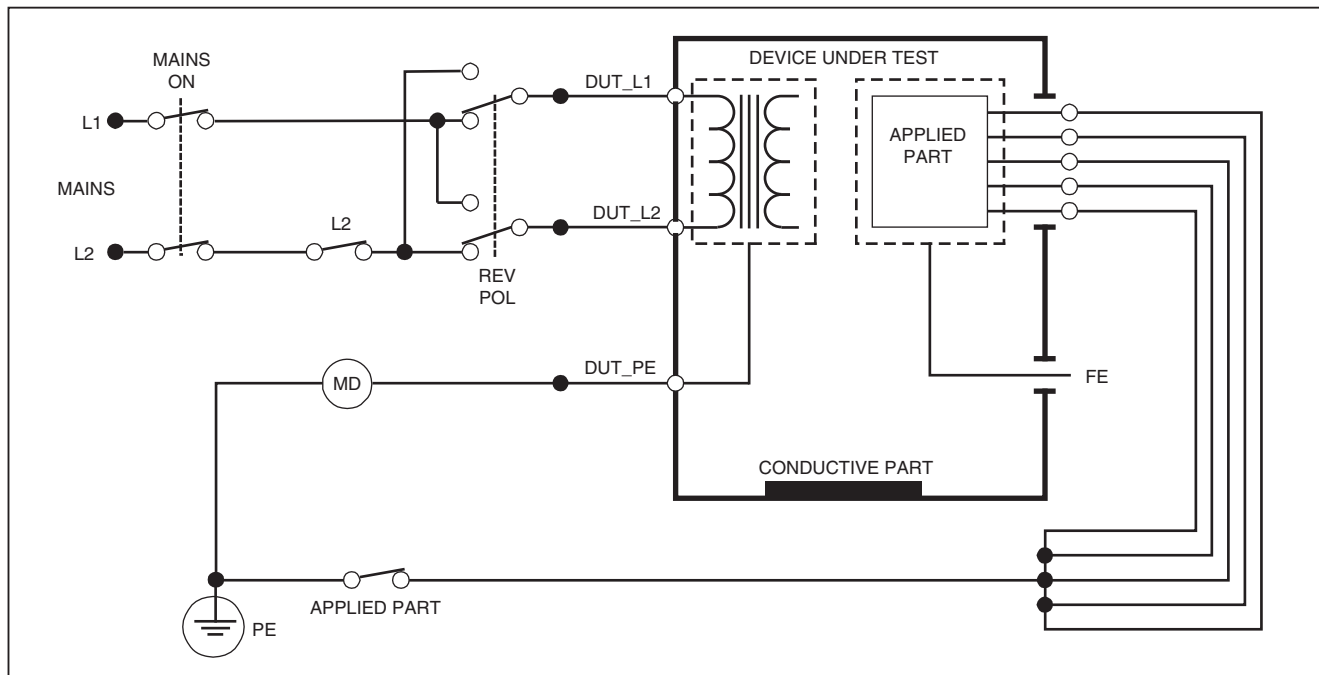 MAINS
ON
DEVICE UNDER TEST
DUT_L1
L1
APPLIED
PART
MAINS
L2
DUT_L2
L2
REV
POL
DUT_PE
MD
FE
CONDUCTIVE PART
APPLIED PART
PE